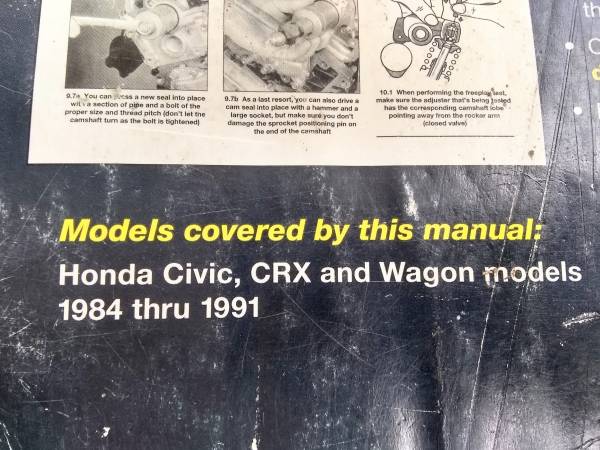 9.7a You can press a new seal into place
with a section of pipe and a bolt of the
proper size and thread pitch (don't let the
camshaft turn as the bolt is tightened)
9.7b As a last resort, you can also drive a
cam seal into place with a hammer and a
large socket, but make sure you don't
damage the sprocket positioning pin on
the end of the camshaft
10.1 When performing the freeplay test,
make sure the adjuster that's being tested
has the corresponding camshaft lobe
pointing away from the rocker arm
(closed valve)
th
• C
Models covered by this manual:
Honda Civic, CRX and Wagon models
1984 thru 1991